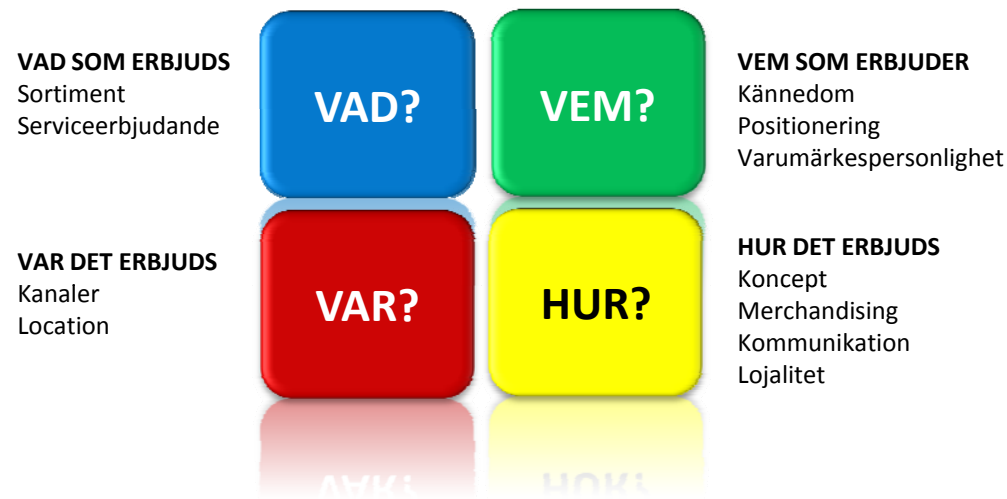 VAD SOM ERBJUDS
Sortiment
Serviceerbjudande
VAD?
VEM?
VEM SOM ERBJUDER
Kännedom
Positionering
Varumärkespersonlighet
VAR DET ERBJUDS
Kanaler
Location
VAR?
HUR?
HUR DET ERBJUDS
Koncept
Merchandising
Kommunikation
Lojalitet